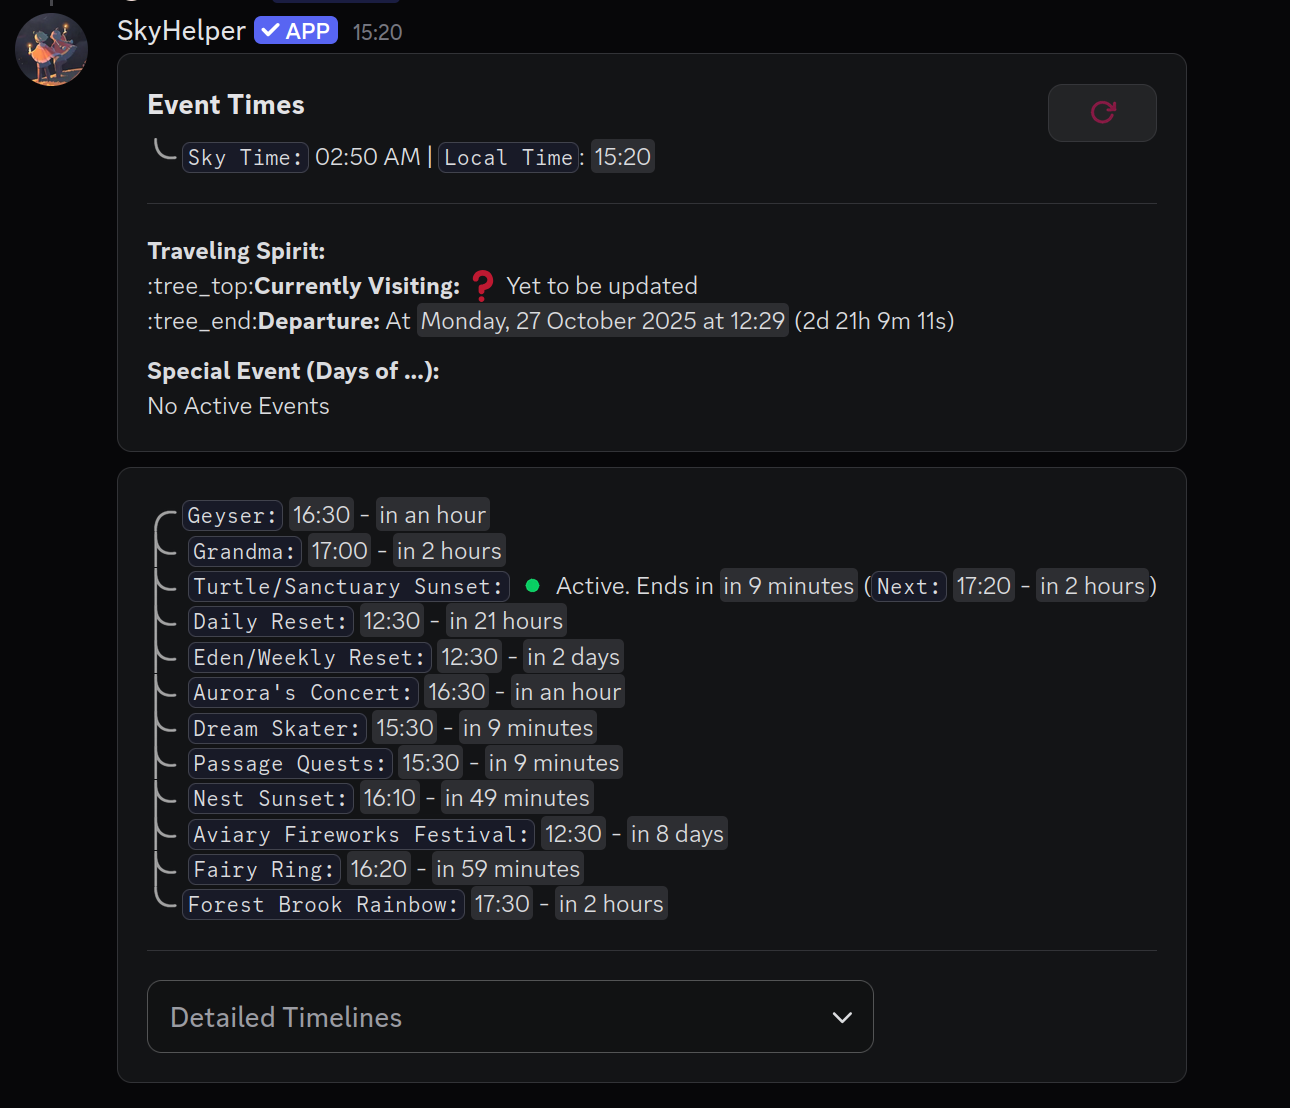 SkyHelper ✓ APP 15:20
Event Times
Sky Time: 02:50 AM | Local Time: 15:20
Traveling Spirit:
:tree_top:Currently Visiting: ❓ Yet to be updated
:tree_end:Departure: At Monday, 27 October 2025 at 12:29 (2d 21h 9m 11s)
Special Event (Days of ...):
No Active Events
Geyser: 16:30 - in an hour
Grandma: 17:00 - in 2 hours
Turtle/Sanctuary Sunset: Active. Ends in in 9 minutes (Next: 17:20 - in 2 hours)
Daily Reset: 12:30 - in 21 hours
Eden/Weekly Reset: 12:30 - in 2 days
Aurora's Concert: 16:30 - in an hour
Dream Skater: 15:30 - in 9 minutes
Passage Quests: 15:30 - in 9 minutes
Nest Sunset: 16:10 - in 49 minutes
Aviary Fireworks Festival: 12:30 - in 8 days
Fairy Ring: 16:20 - in 59 minutes
Forest Brook Rainbow: 17:30 - in 2 hours
Detailed Timelines